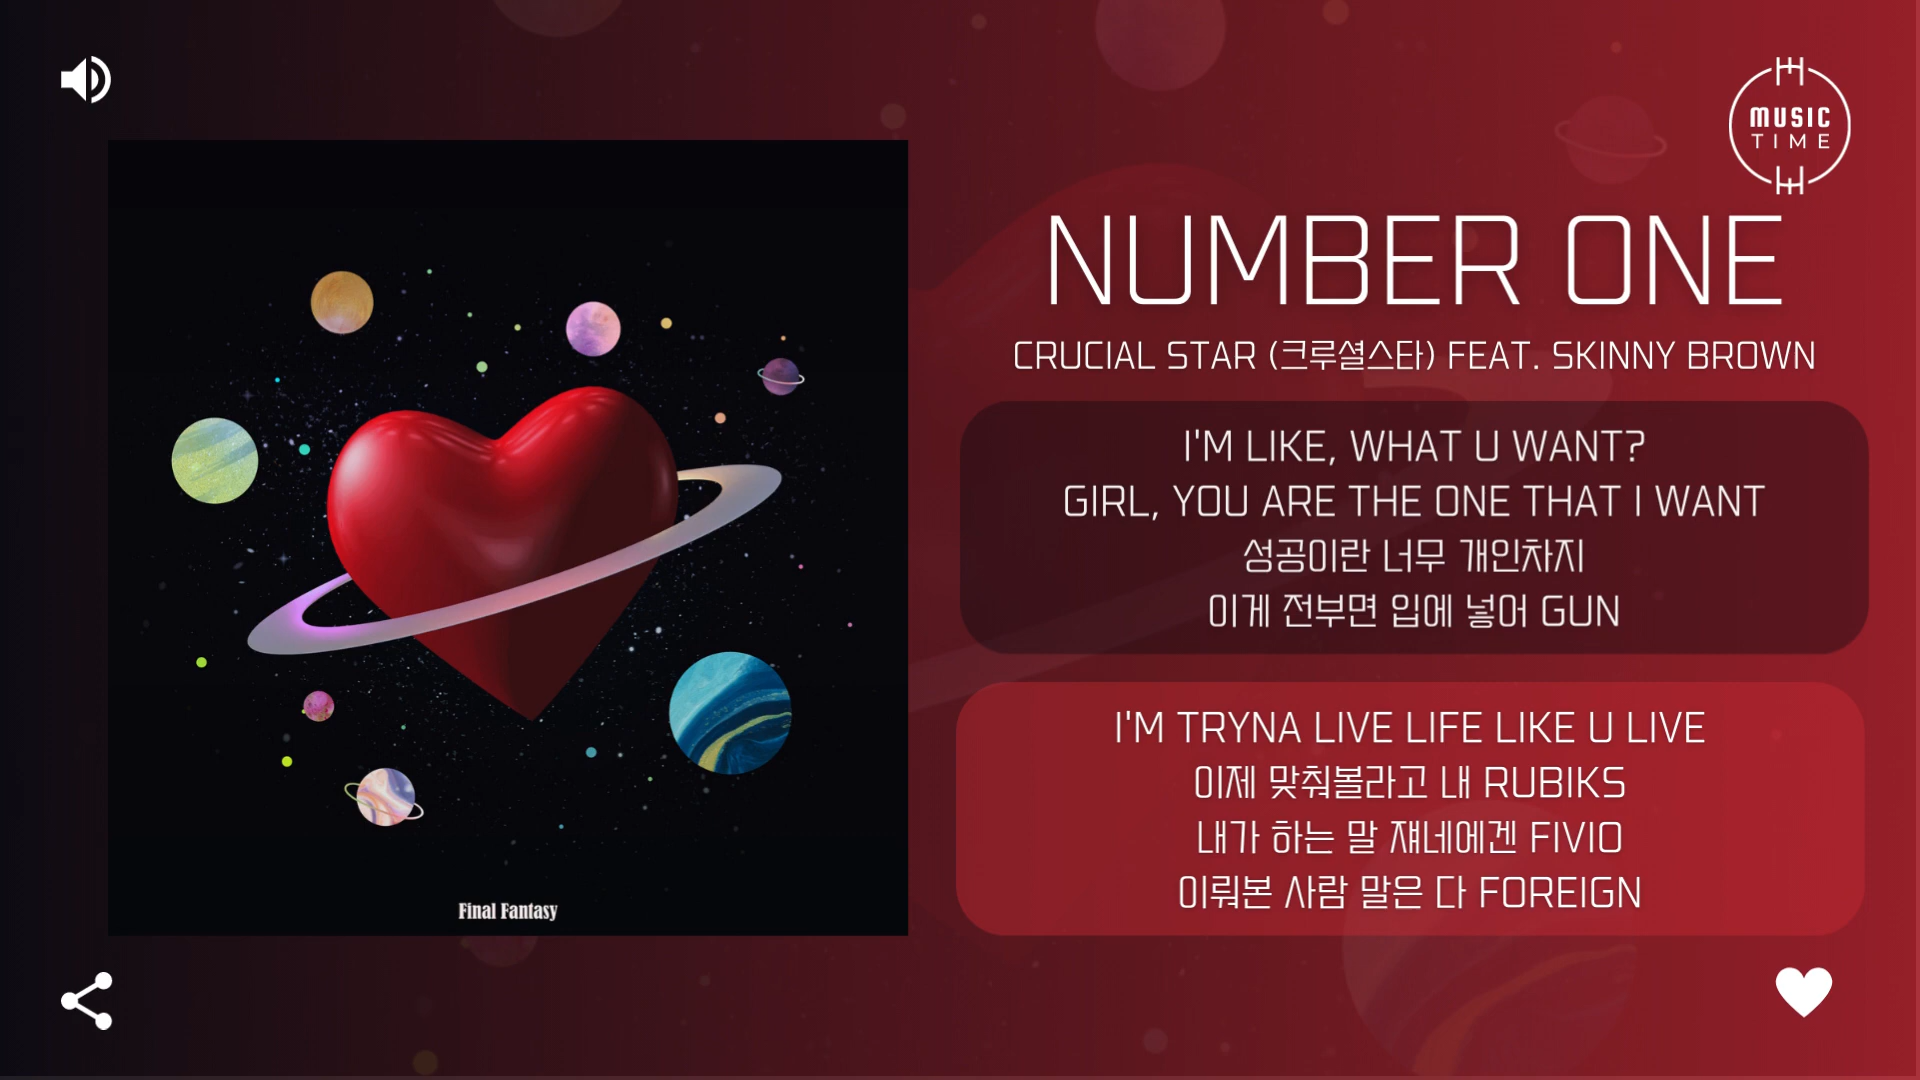 MUSIC
TIME
NUMBER ONE
CRUCIAL STAR (크루셜스타) FEAT. SKINNY BROWN
I'M LIKE, WHAT U WANT?
GIRL, YOU ARE THE ONE THAT I WANT
성공이란 너무 개인차지
이게 전부면 입에 넣어 GUN
I'M TRYNA LIVE LIFE LIKE U LIVE
이제 맞춰볼라고 내 RUBIKS
내가 하는 말 쟤네에겐 FIVIO
이뤄본 사람 말은 다 FOREIGN
Final Fantasy